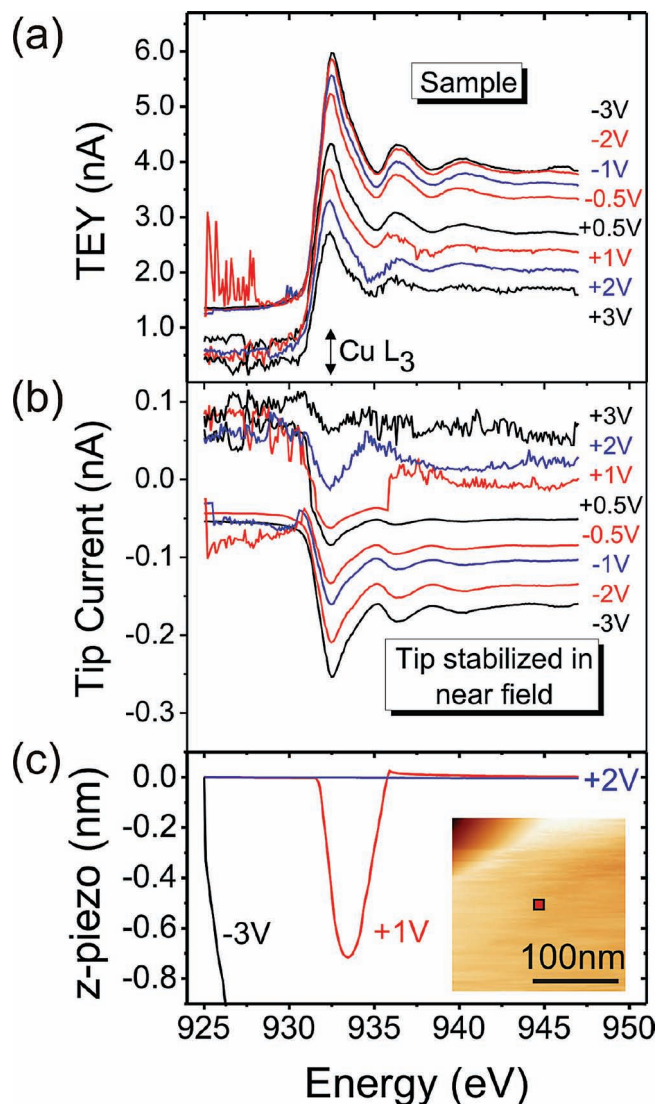 (a)
TEY (nA)
6.0
5.0
4.0
3.0
2.0
1.0
Sample
-3V
-2V
-1V
-0.5V
+0.5V
+1V
+2V
+3V
Cu L3
(b)
Tip Current (nA)
0.1
0.0
-0.1
-0.2
-0.3
+3V
+2V
+1V
+0.5V
-0.5V
-1V
-2V
-3V
Tip stabilized in
near field
(c)
z-piezo (nm)
0.0
-0.2
-0.4
-0.6
-0.8
-3V
+1V
+2V
100nm
925 930 935 940 945 950
Energy (eV)